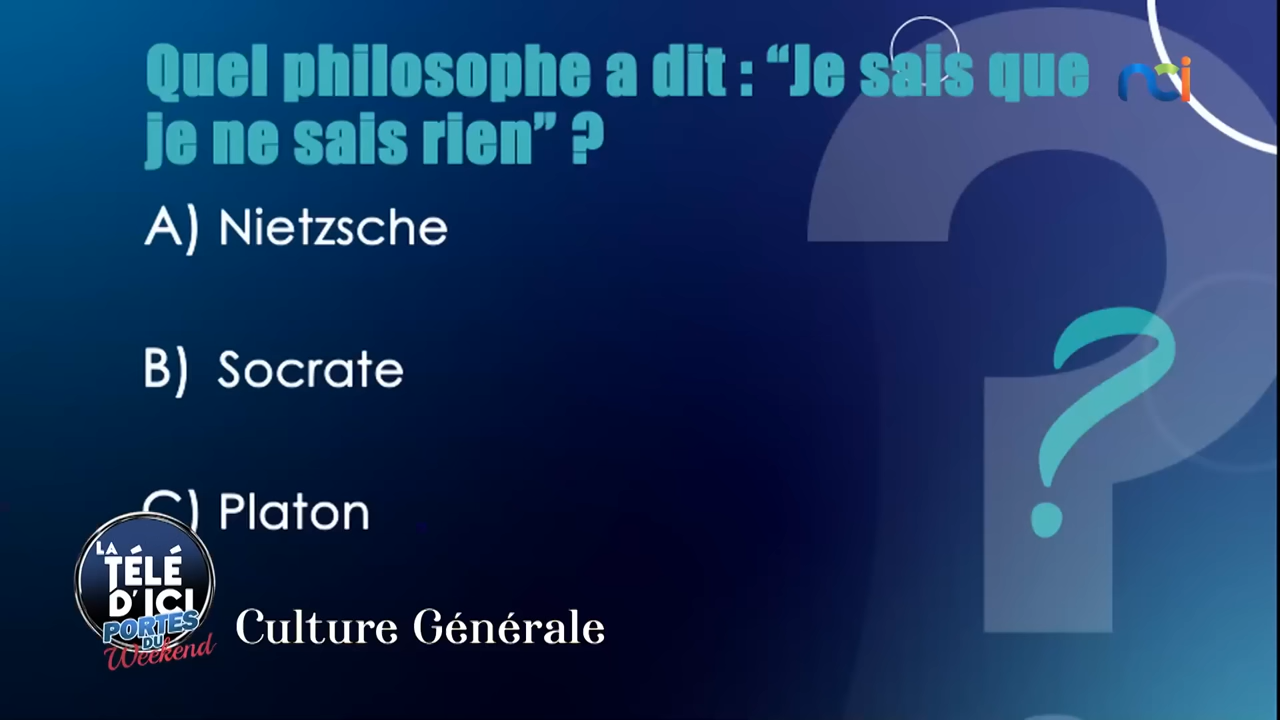 Quel philosophe a dit : “Je sais que
je ne sais rien” ?
nci
A) Nietzsche
B) Socrate
C) Platon
LA
TÉLÉ
D'ICI
PORTES
DU
Weekend
Culture Générale